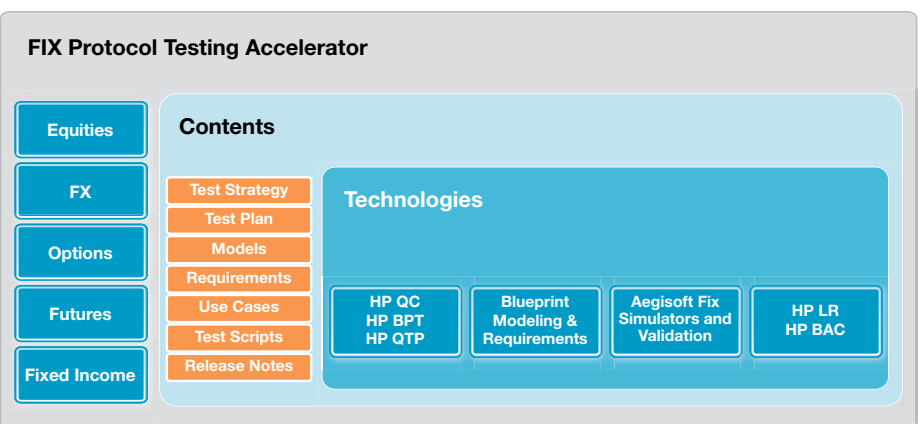 FIX Protocol Testing Accelerator
Equities
FX
Options
Futures
Fixed Income
Contents
Test Strategy
Test Plan
Models
Requirements
Use Cases
Test Scripts
Release Notes
Technologies
HP QC
HP BPT
HP QTP
Blueprint
Modeling &
Requirements
Aegisoft Fix
Simulators and
Validation
HP LR
HP BAC